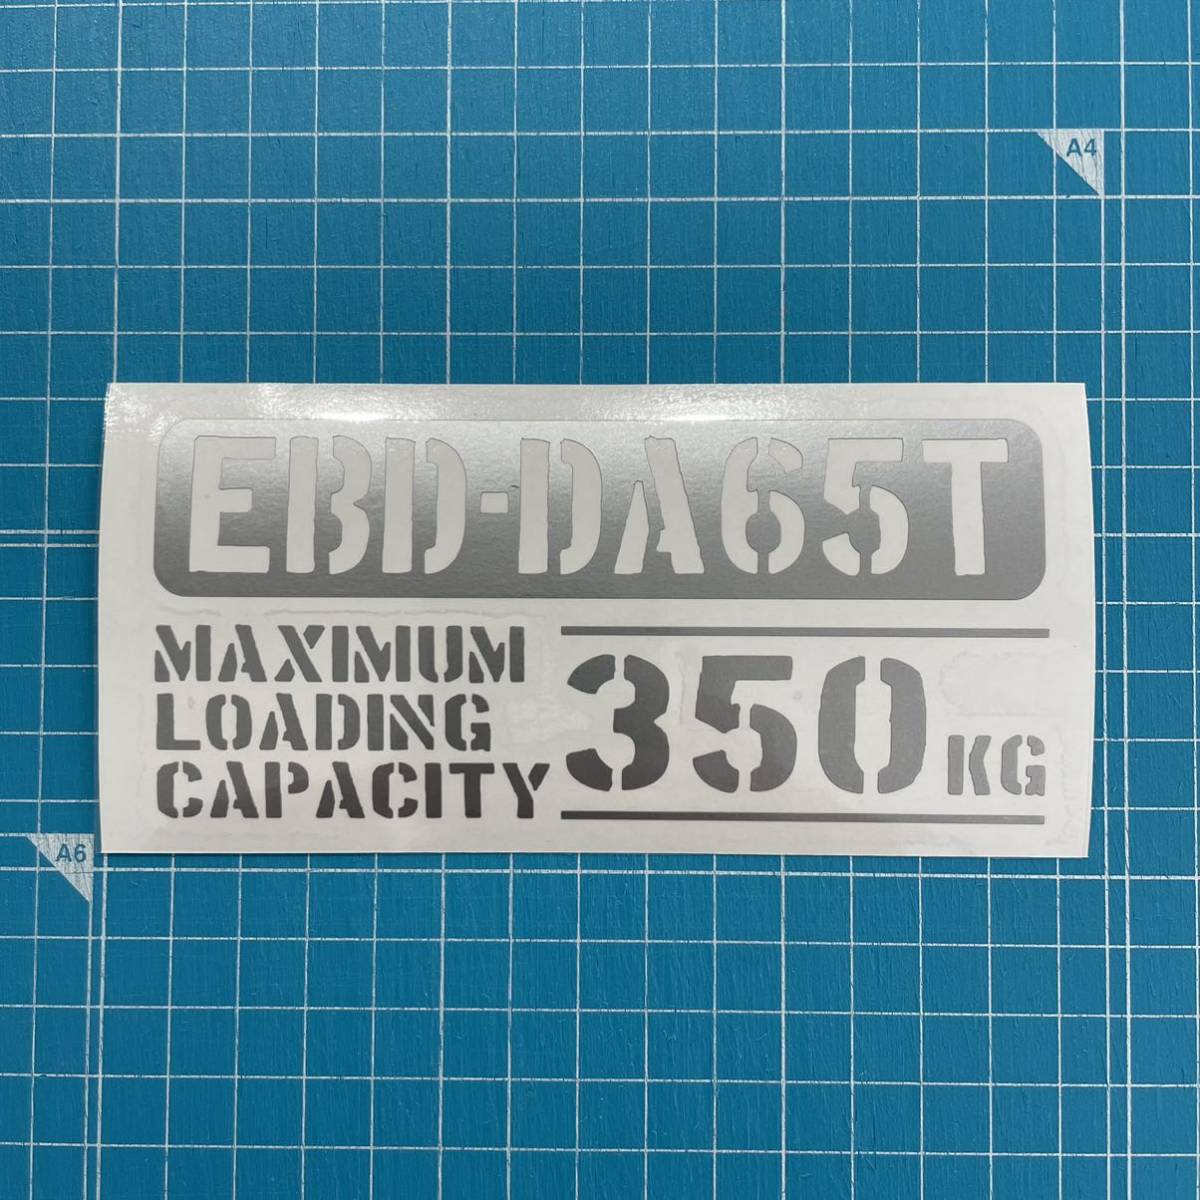 A4
EBD-DA65T
MAXIMUM
LOADING
CAPACITY
350 KG
A6